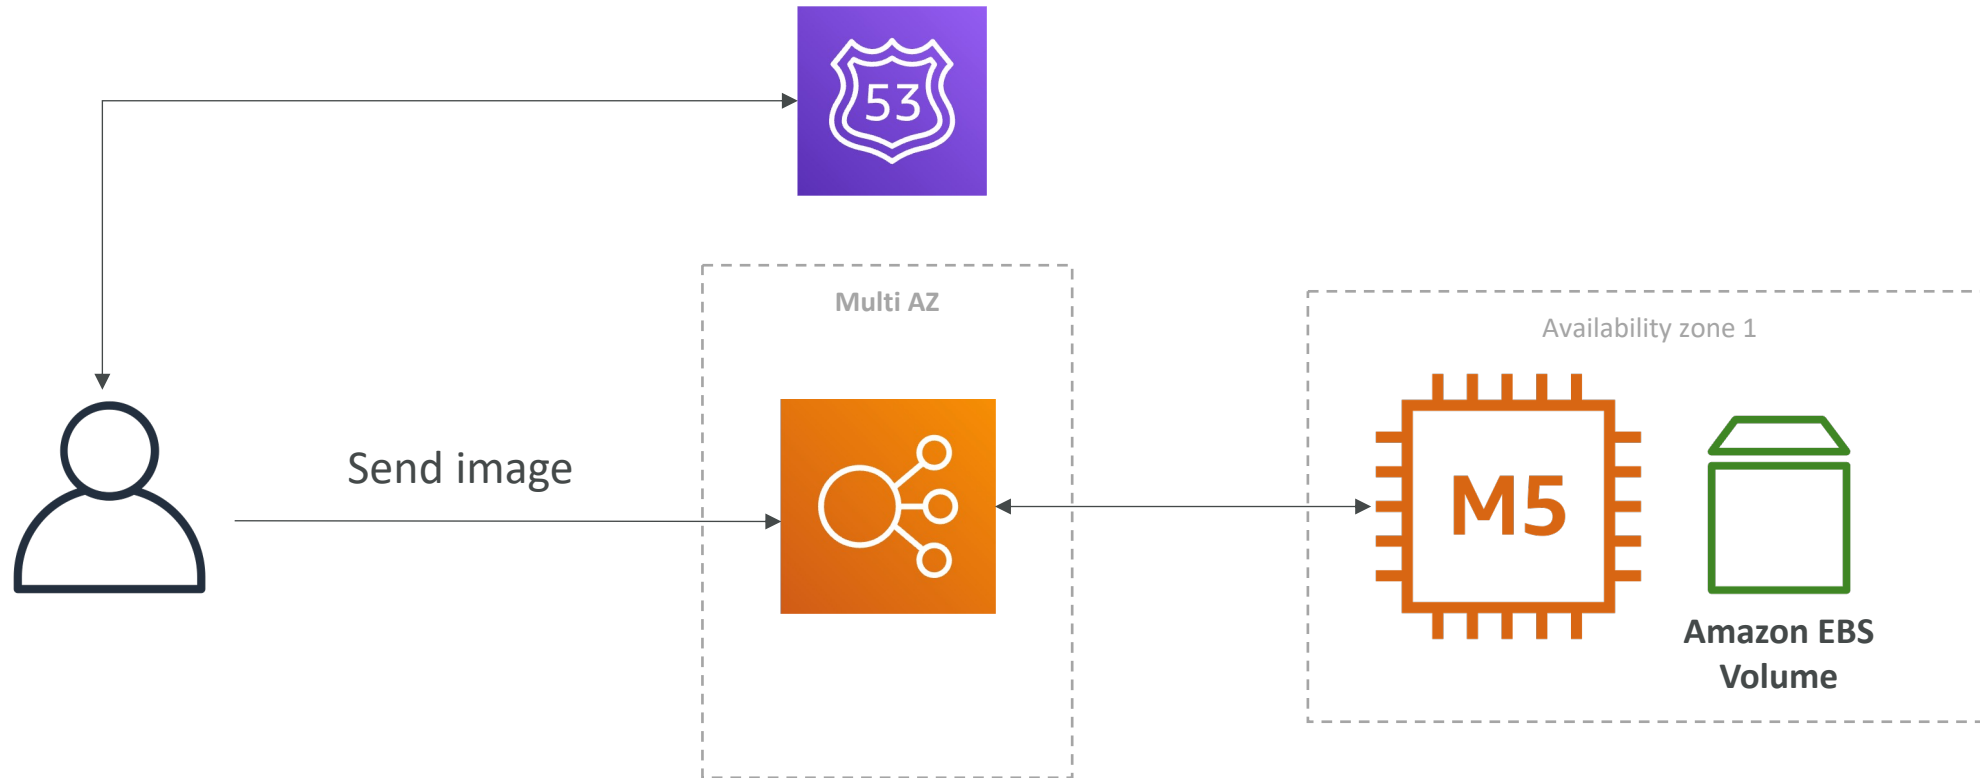 53
Multi AZ
Availability zone 1
Send image
M5
Amazon EBS
Volume